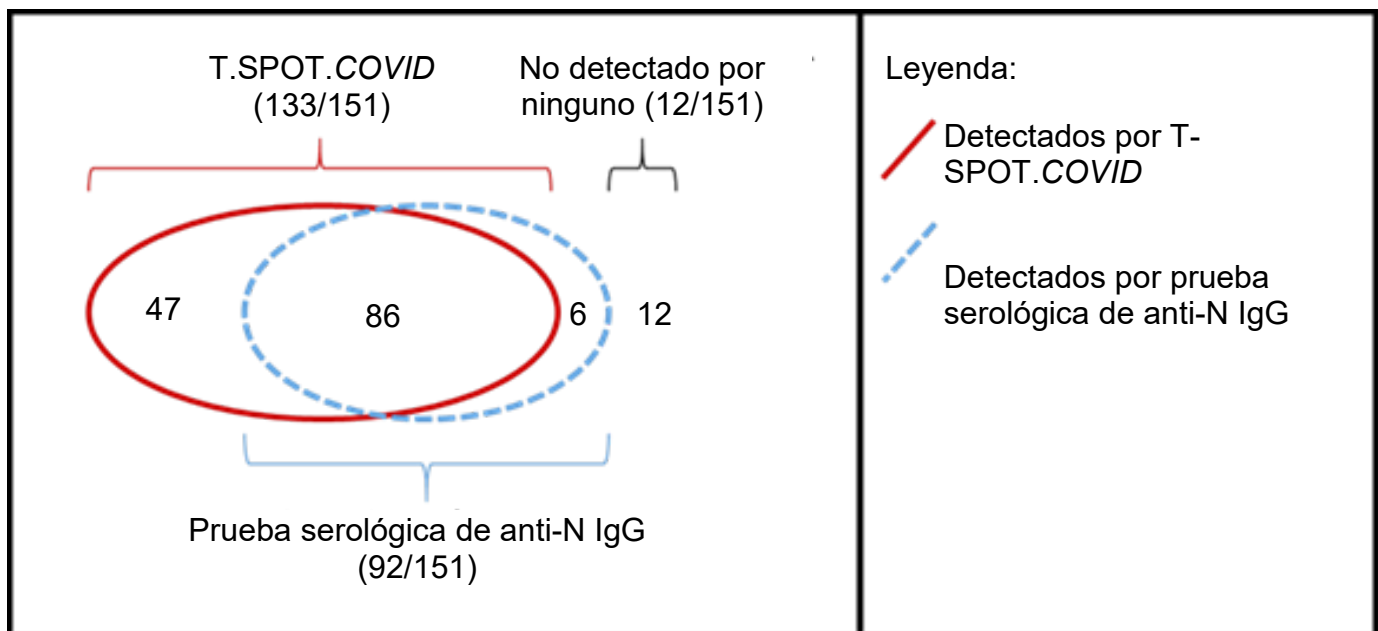 T.SPOT.COVID
(133/151)
No detectado por
ninguno (12/151)
47
86
6
12
Prueba serológica de anti-N IgG
(92/151)
Leyenda:
Detectados por T-
SPOT.COVID
Detectados por prueba
serológica de anti-N IgG